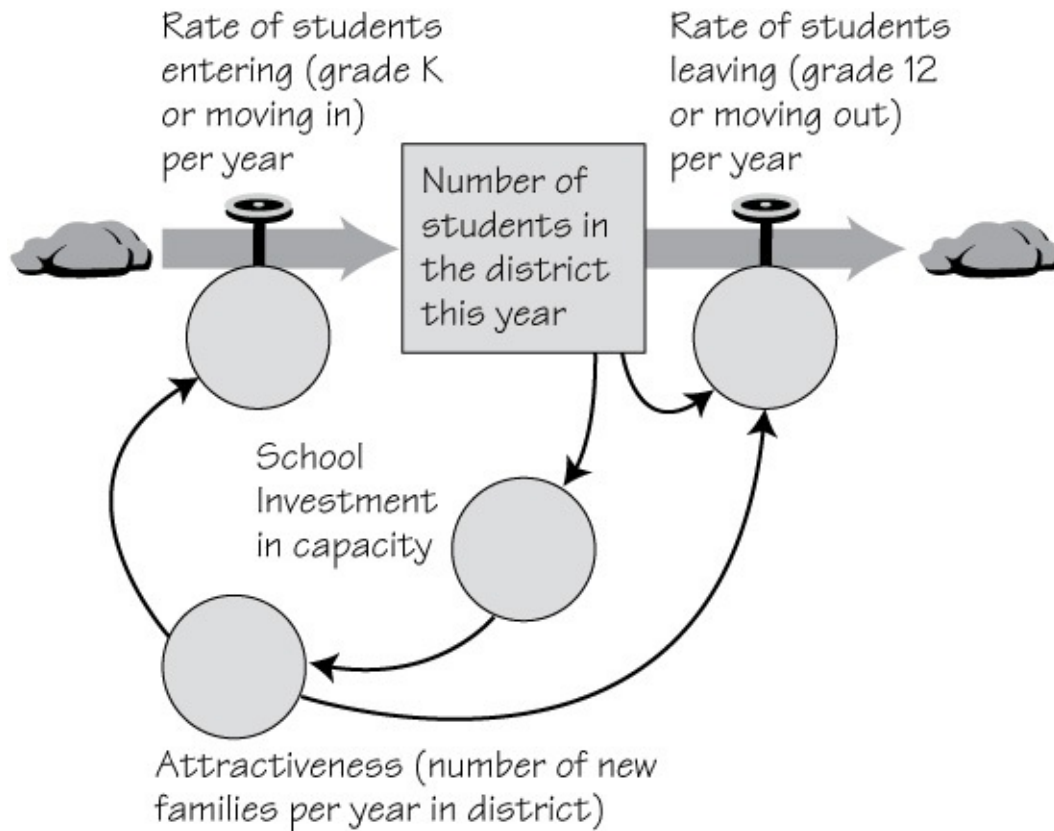 Rate of students
entering (grade K
or moving in)
per year
Rate of students
leaving (grade 12
or moving out)
per year
Number of
students in
the district
this year
School
Investment
in capacity
Attractiveness (number of new
families per year in district)